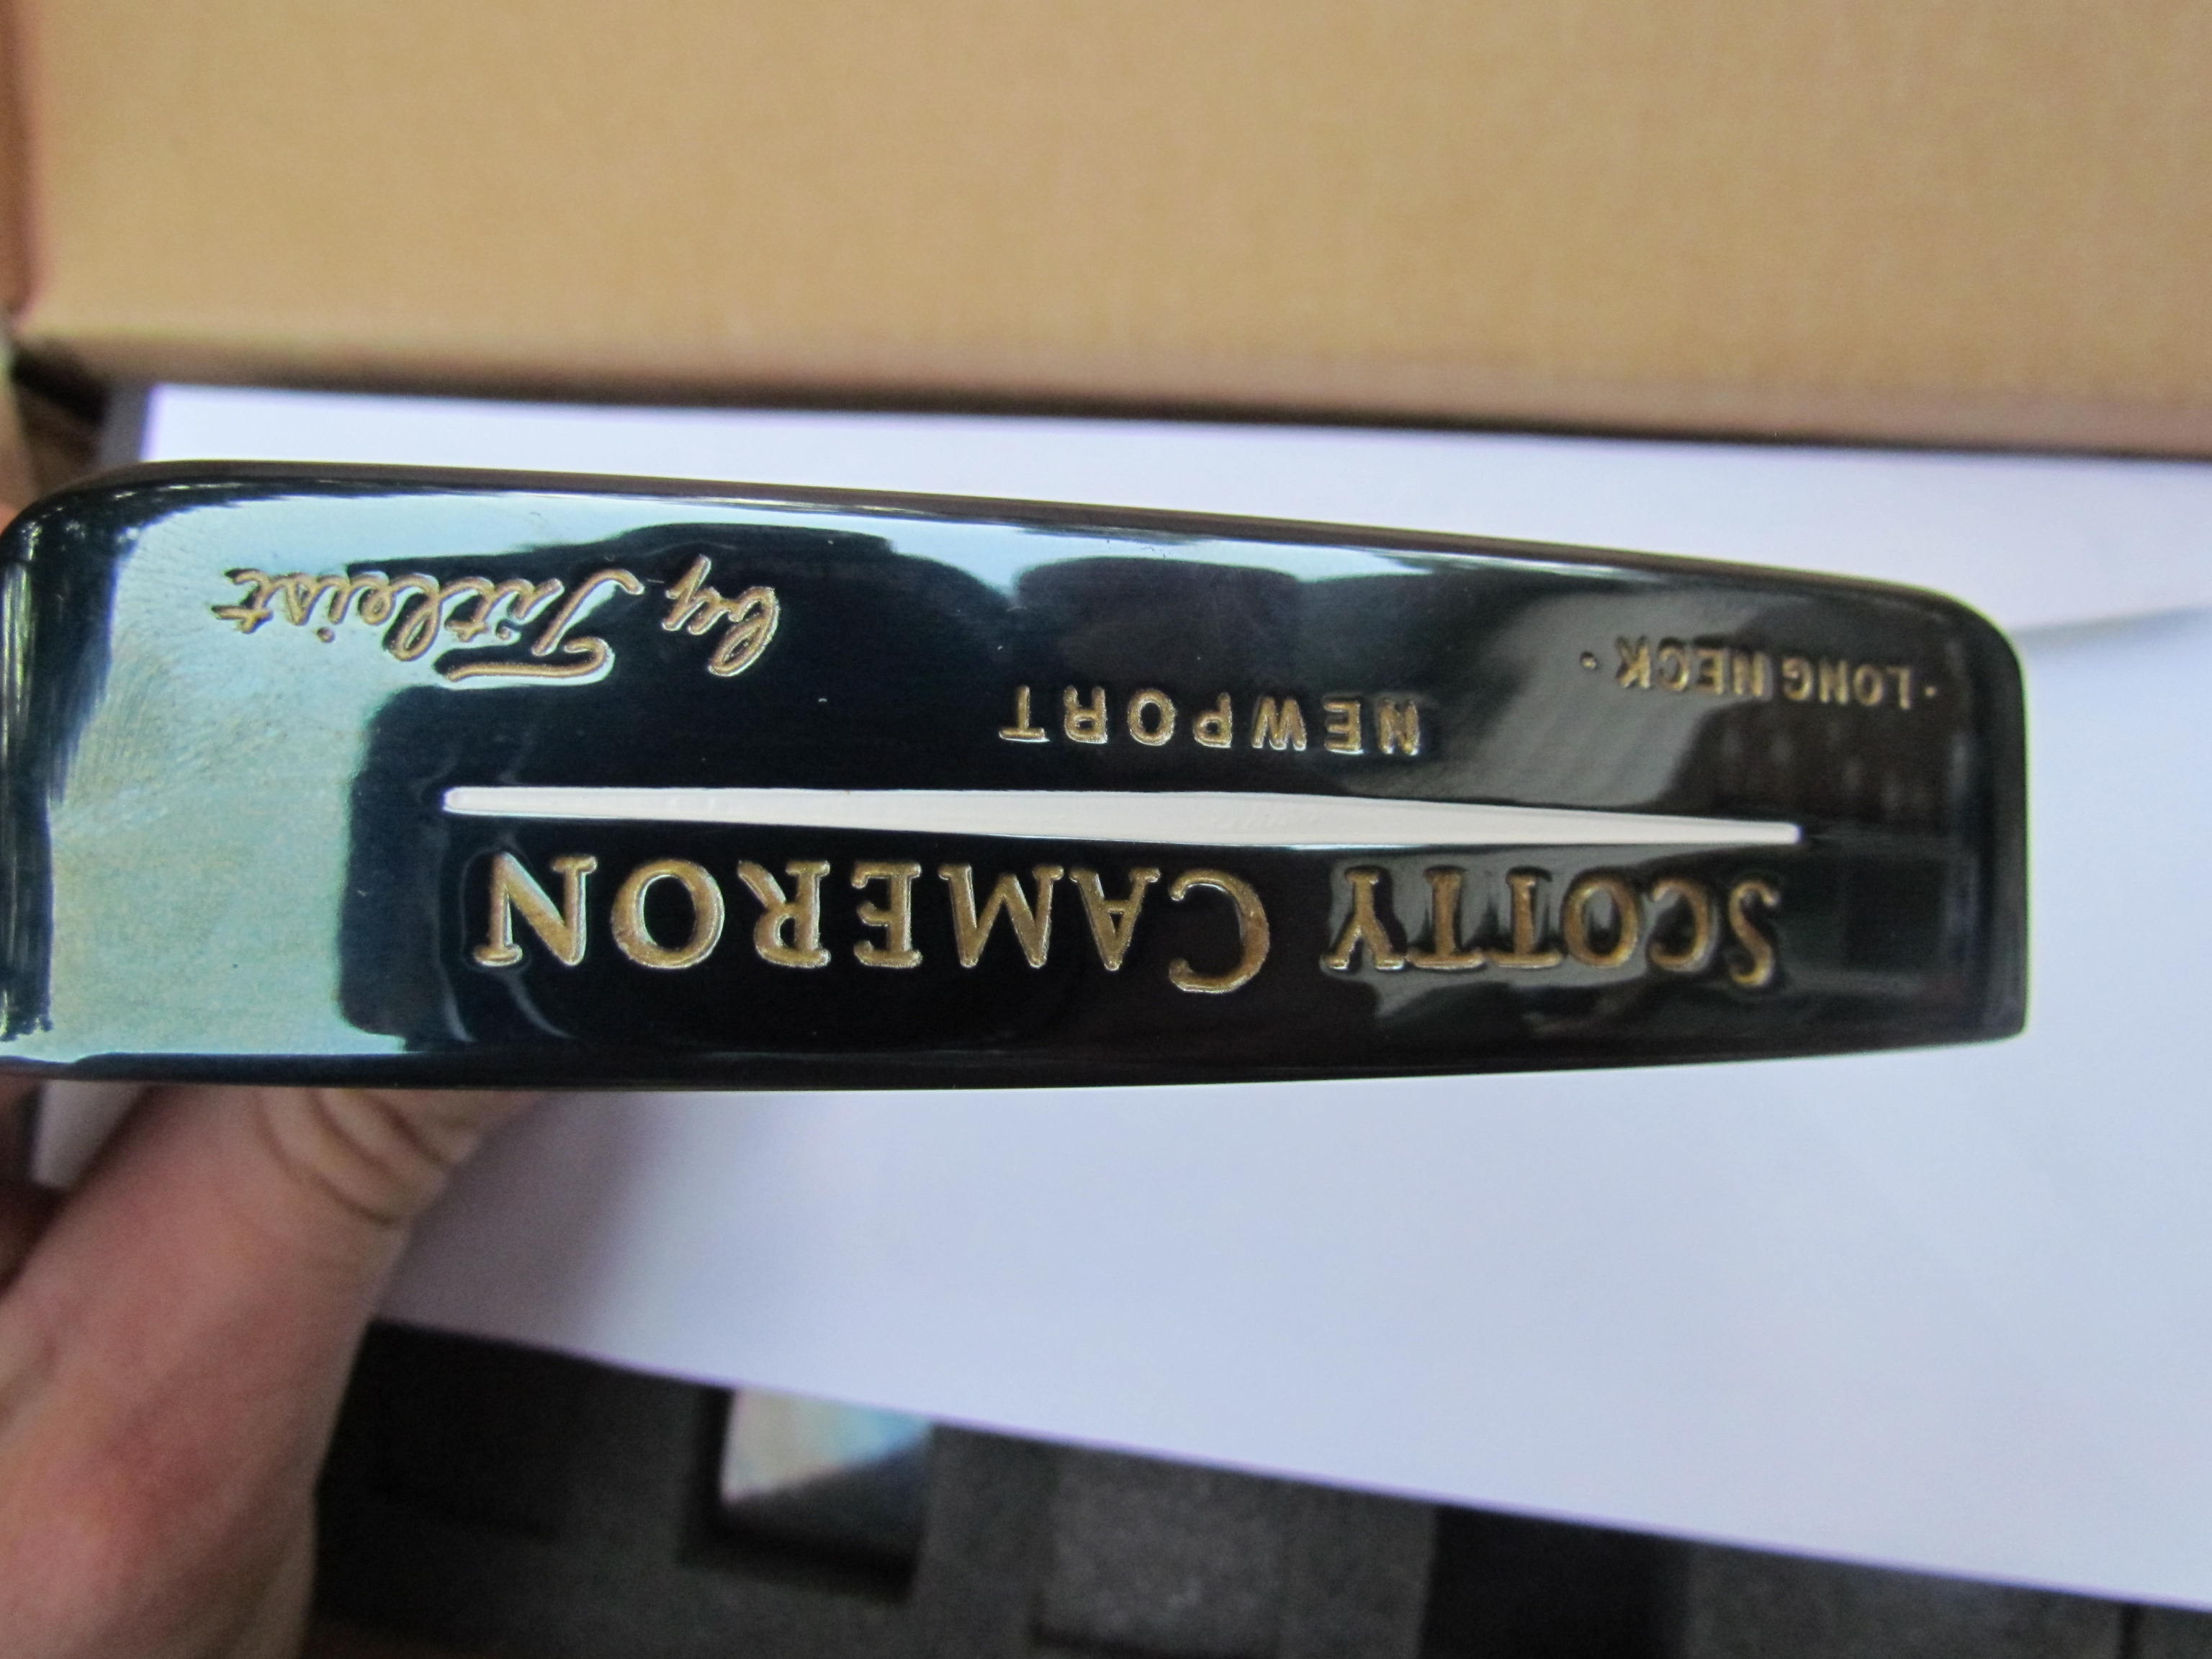 SCOTTY CAMERON
NEWPORT
· LONG NECK ·
by Titleist